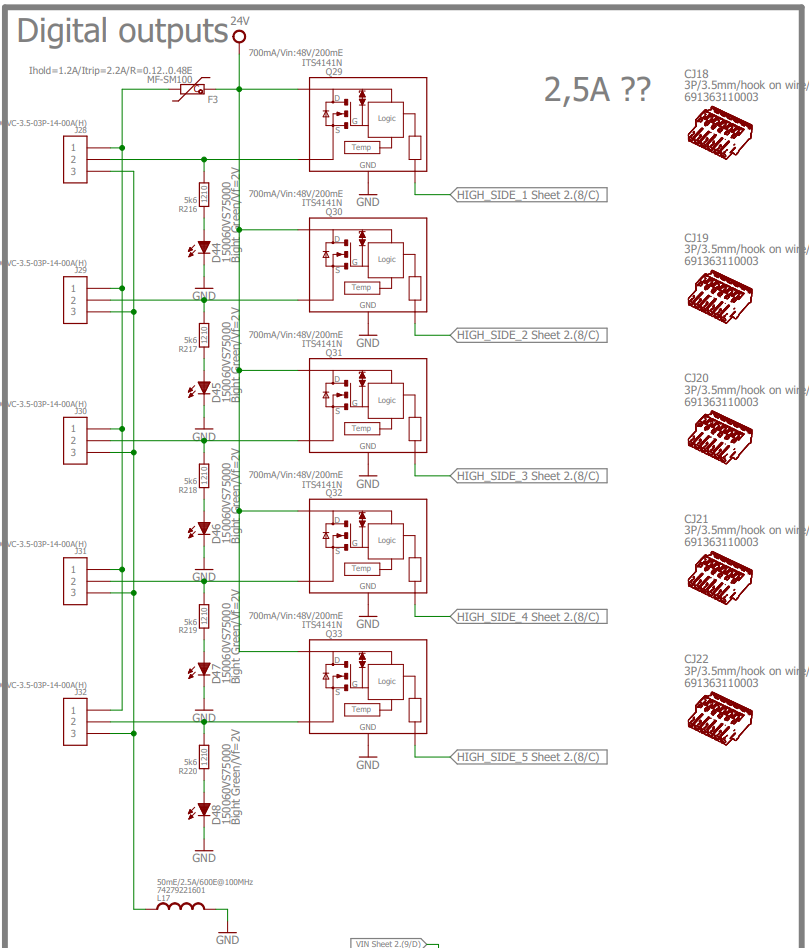 Digital outputs
24V
Ihold=1.2A/Itrip=2.2A/R=0.12..0.48E
MF-SM100
F3
2,5A ??
700mA/Vin:48V/200mE
ITS4141N
Q29
D
G
S
Logic
Temp
GND
GND
HIGH_SIDE_1 Sheet 2.(8/C)
VC-3.5-03P-14-00A(H)
J28
1
2
3
5k6
R216
1210
D44
150060VS75000
Bight Green/Vf=2V
GND
CJ18
3P/3.5mm/hook on wire/
691363110003
700mA/Vin:48V/200mE
ITS4141N
Q30
D
G
S
Logic
Temp
GND
GND
HIGH_SIDE_2 Sheet 2.(8/C)
VC-3.5-03P-14-00A(H)
J29
1
2
3
5k6
R217
1210
D45
150060VS75000
Bight Green/Vf=2V
GND
CJ19
3P/3.5mm/hook on wire/
691363110003
700mA/Vin:48V/200mE
ITS4141N
Q31
D
G
S
Logic
Temp
GND
GND
HIGH_SIDE_3 Sheet 2.(8/C)
VC-3.5-03P-14-00A(H)
J30
1
2
3
5k6
R218
1210
D46
150060VS75000
Bight Green/Vf=2V
GND
CJ20
3P/3.5mm/hook on wire/
691363110003
700mA/Vin:48V/200mE
ITS4141N
Q32
D
G
S
Logic
Temp
GND
GND
HIGH_SIDE_4 Sheet 2.(8/C)
VC-3.5-03P-14-00A(H)
J31
1
2
3
5k6
R219
1210
D47
150060VS75000
Bight Green/Vf=2V
GND
CJ21
3P/3.5mm/hook on wire/
691363110003
700mA/Vin:48V/200mE
ITS4141N
Q33
D
G
S
Logic
Temp
GND
GND
HIGH_SIDE_5 Sheet 2.(8/C)
VC-3.5-03P-14-00A(H)
J32
1
2
3
5k6
R220
1210
D48
150060VS75000
Bight Green/Vf=2V
GND
CJ22
3P/3.5mm/hook on wire/
691363110003
50mE/2.5A/600E@100MHz
74279221601
L17
GND
VIN Sheet 2.(9/D)